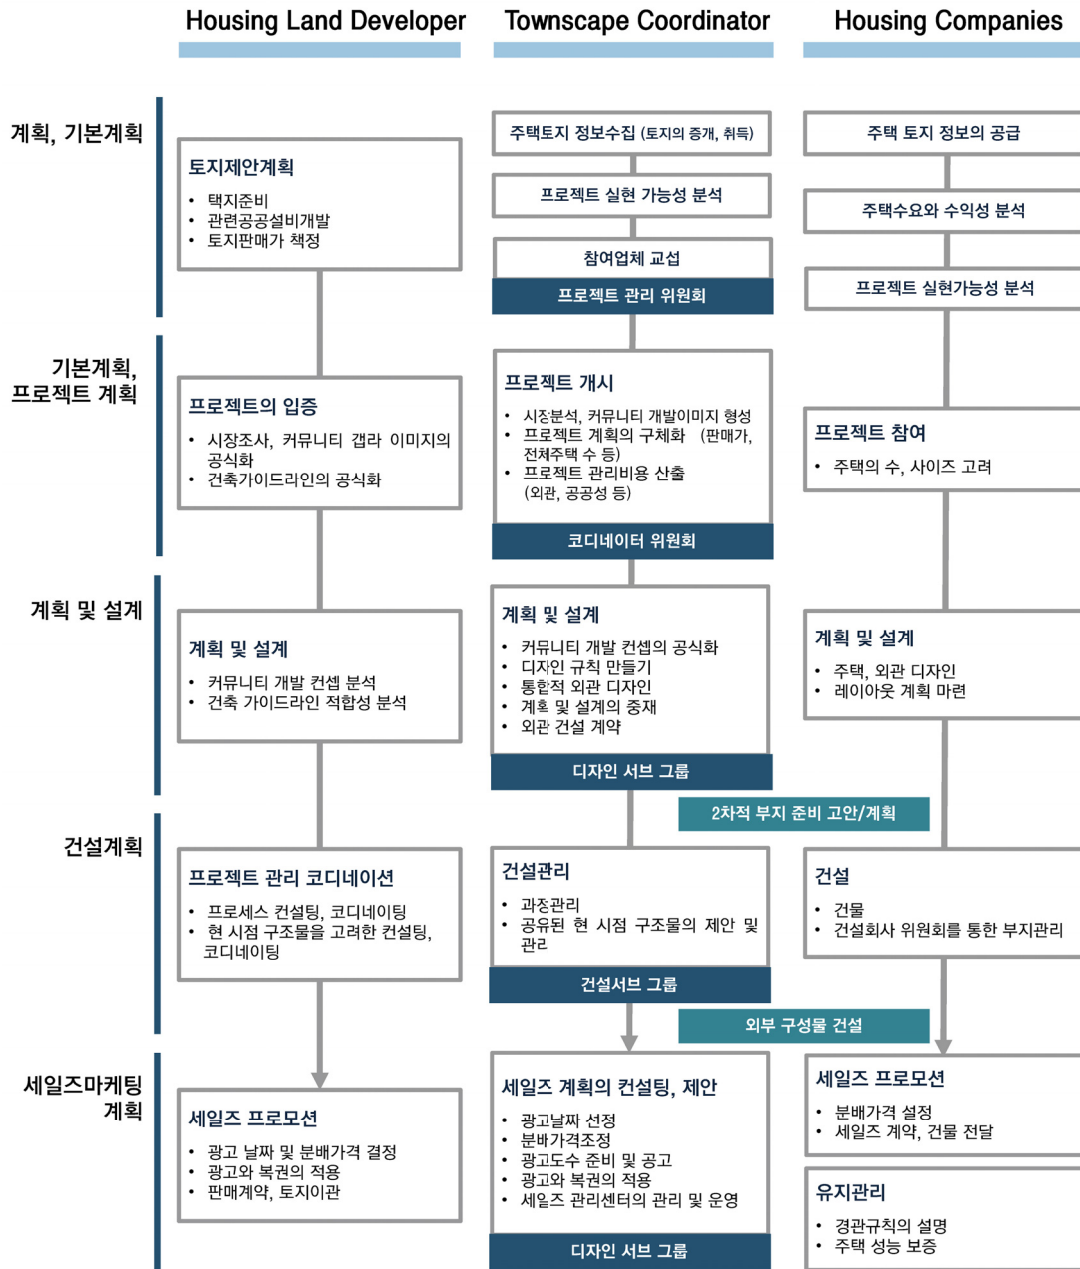 Housing Land Developer
Townscape Coordinator
Housing Companies
계획, 기본계획
토지제안계획
• 택지준비
• 관련공공설비개발
• 토지판매가 책정
주택토지 정보수집 (토지의 증개, 취득)
프로젝트 실현 가능성 분석
참여업체 교섭
프로젝트 관리 위원회
주택 토지 정보의 공급
주택수요와 수익성 분석
프로젝트 실현가능성 분석
기본계획,
프로젝트 계획
프로젝트의 입증
• 시장조사, 커뮤니티 갭라 이미지의
공식화
• 건축가이드라인의 공식화
프로젝트 개시
• 시장분석, 커뮤니티 개발이미지 형성
• 프로젝트 계획의 구체화 (판매가,
전처주택 수 등)
• 프로젝트 관리비용 산출
(외관, 공공성 등)
코디네이터 위원회
프로젝트 참여
• 주택의 수, 사이즈 고려
계획 및 설계
계획 및 설계
• 커뮤니티 개발 컨셉 분석
• 건축 가이드라인 적합성 분석
계획 및 설계
• 커뮤니티 개발 컨셉의 공식화
• 디자인 규칙 만들기
• 통합적 외관 디자인
• 계획 및 설계의 중재
• 외관 건설 계약
디자인 서브 그룹
계획 및 설계
• 주택, 외관 디자인
• 레이아웃 계획 마련
2차적 부지 준비 고안/계획
건설계획
프로젝트 관리 코디네이션
• 프로세스 컨설팅, 코디네이팅
• 현 시점 구조물을 고려한 컨설팅,
코디네이팅
건설관리
• 과정관리
• 공유된 현 시점 구조물의 제안 및
관리
건설서브 그룹
건설
• 건물
• 건설회사 위원회를 통한 부지관리
외부 구성물 건설
세일즈마케팅
계획
세일즈 프로모션
• 광고 날짜 및 분배가격 결정
• 광고와 복권의 적용
• 판매계약, 토지이관
세일즈 계획의 컨설팅, 제안
• 광고날짜 선정
• 분배가격조정
• 광고도수 준비 및 공고
• 광고와 복권의 적용
• 세일즈 관리센터의 관리 및 운영
디자인 서브 그룹
세일즈 프로모션
• 분배가격 설정
• 세일즈 계약, 건물 전달
유지관리
• 경관규칙의 설명
• 주택 성능 보증